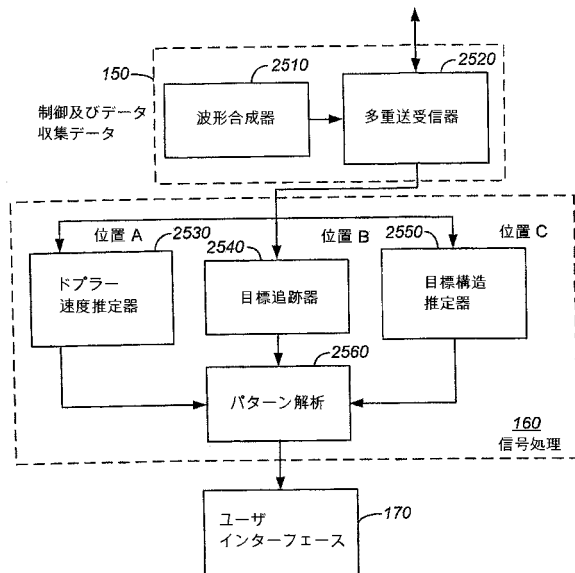 150
2510
2520
制御及びデータ
収集データ
波形合成器
多重送受信器
位置 A
2530
2540
位置 B
2550
位置 C
ドプラー
速度推定器
目標追跡器
目標構造
推定器
2560
パターン解析
160
信号処理
170
ユーザ
インターフェース